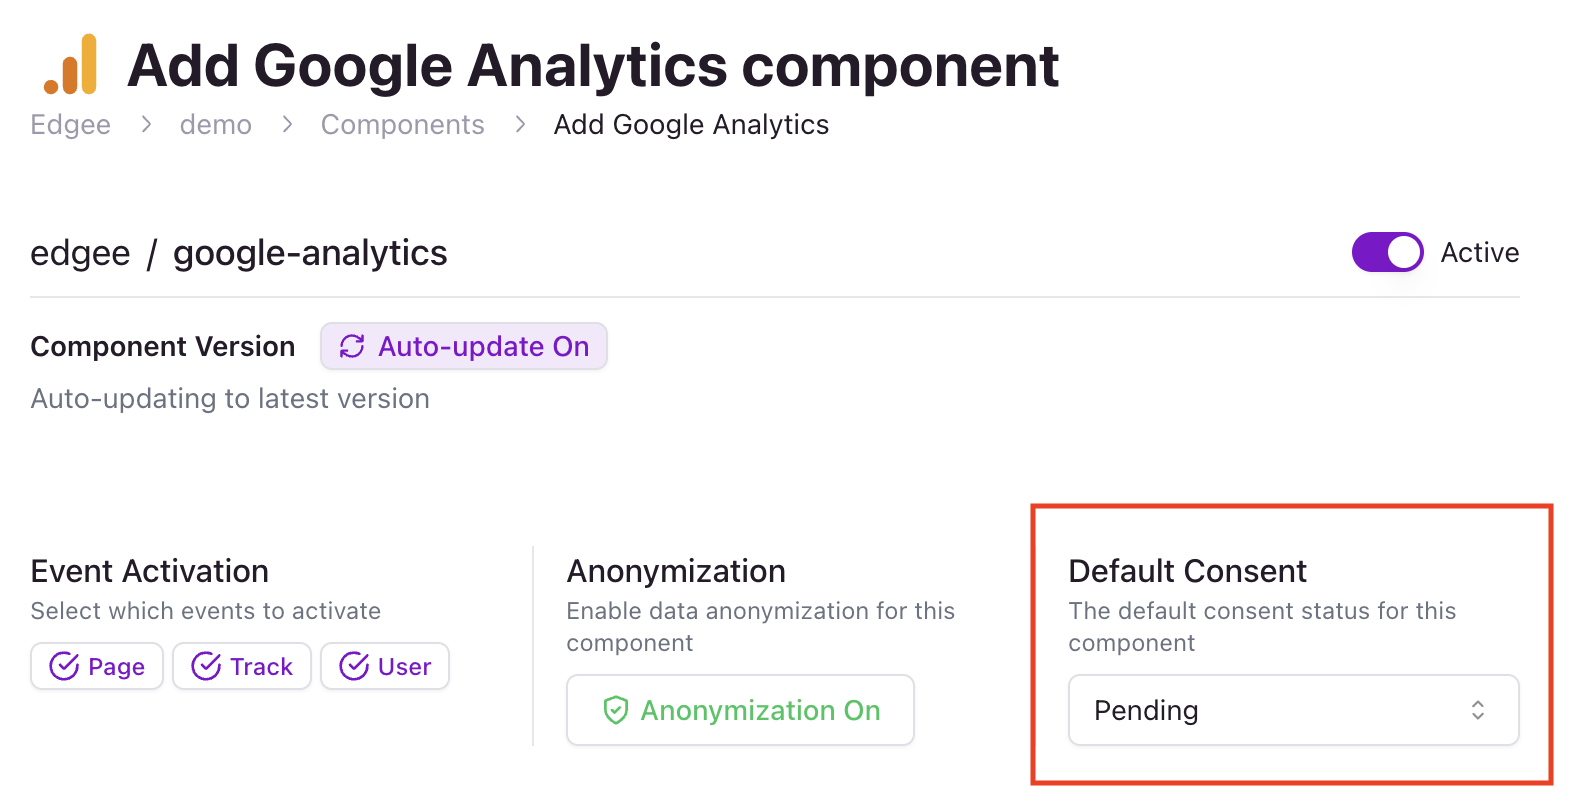 Add Google Analytics component
Edgee > demo > Components > Add Google Analytics
edgee / google-analytics
Active
Component Version
Auto-update On
Auto-updating to latest version
Event Activation
Select which events to activate
Page
Track
User
Anonymization
Enable data anonymization for this
component
Anonymization On
Default Consent
The default consent status for this
component
Pending